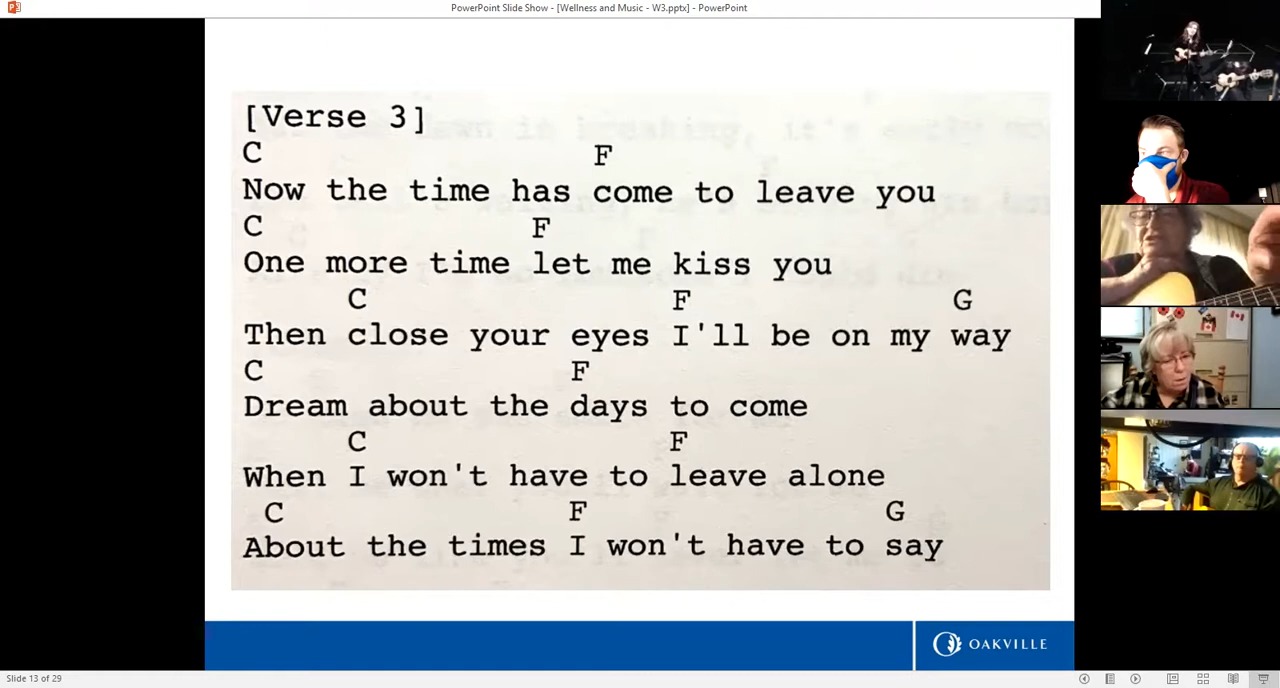 PowerPoint Slide Show - [Wellness and Music - W3.pptx] - PowerPoint
[Verse 3]
C F
Now the time has come to leave you
C F
One more time let me kiss you
C F G
Then close your eyes I'll be on my way
C F
Dream about the days to come
C F
When I won't have to leave alone
C F G
About the times I won't have to say
OAKVILLE
Slide 13 of 29